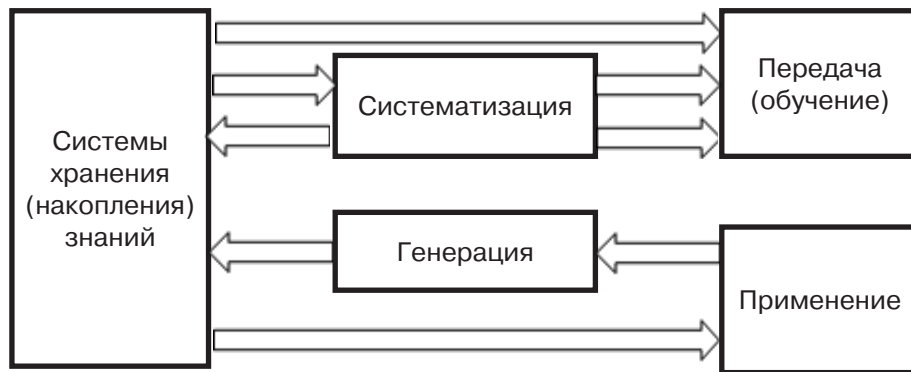 Системы
хранения
(накопления)
знаний
Систематизация
Передача
(обучение)
Генерация
Применение